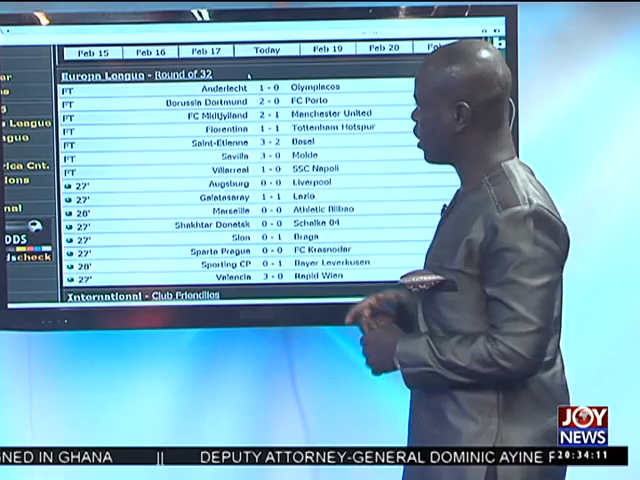 Feb 15 Feb 16 Feb 17 Today Feb 19 Feb 20
Europa League - Round of 32
FT Anderlecht 1 - 0 Olympiacos
FT Borussia Dortmund 2 - 0 FC Porto
FT FC Midtjylland 2 - 1 Manchester United
FT Fiorentina 1 - 1 Tottenham Hotspur
FT Saint-Etienne 3 - 2 Basel
FT Sevilla 3 - 0 Molde
FT Villarreal 1 - 0 SSC Napoli
27' Augsburg 0 - 0 Liverpool
27' Galatasaray 1 - 1 Lazio
28' Marseille 0 - 0 Athletic Bilbao
27' Shakhtar Donetsk 0 - 0 Schalke 04
27' Sion 0 - 1 Braga
27' Sparta Prague 0 - 0 FC Krasnodar
28' Sporting CP 0 - 1 Bayer Leverkusen
27' Valencia 3 - 0 Rapid Wien
International - Club Friendlies
League
rica Cnt.
ions
nal
DDS
dscheck
JOY
NEWS
20:34:11
NED IN GHANA || DEPUTY ATTORNEY-GENERAL DOMINIC AYINE